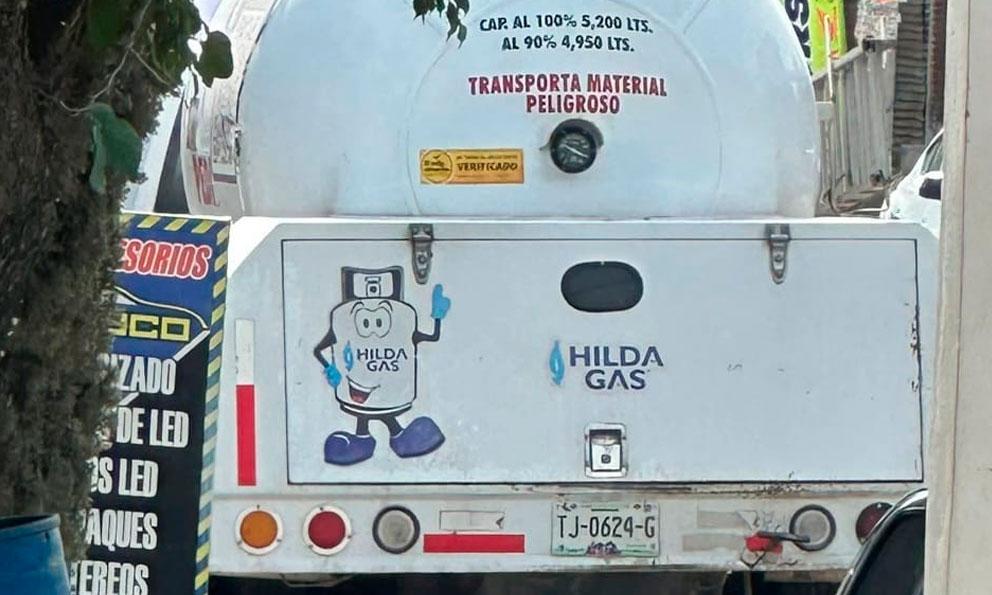 CAP. AL 100% 5,200 LTS.
AL 90% 4,950 LTS.
TRANSPORTA MATERIAL
PELIGROSO
VERIFICADO
HILDA
GAS
HILDA
GAS
TJ-0624-G
SORIOS
ZADO
DE LED
S LED
AQUES
EREOS